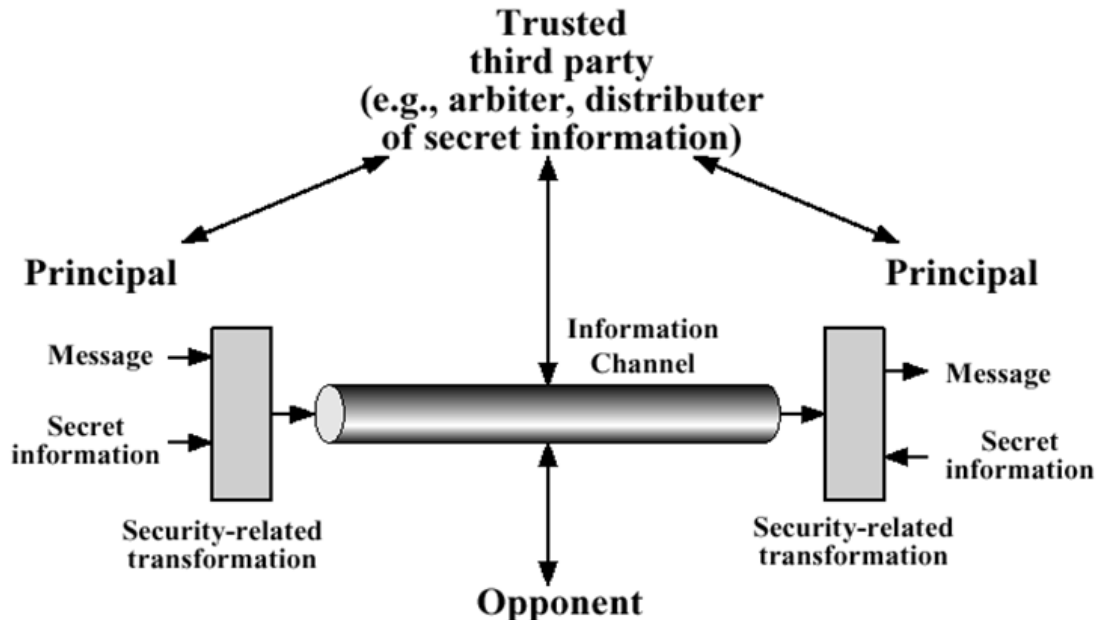 Trusted
third party
(e.g., arbiter, distributer
of secret information)
Principal
Principal
Information
Channel
Message
Secret
information
Security-related
transformation
Message
Secret
information
Security-related
transformation
Opponent